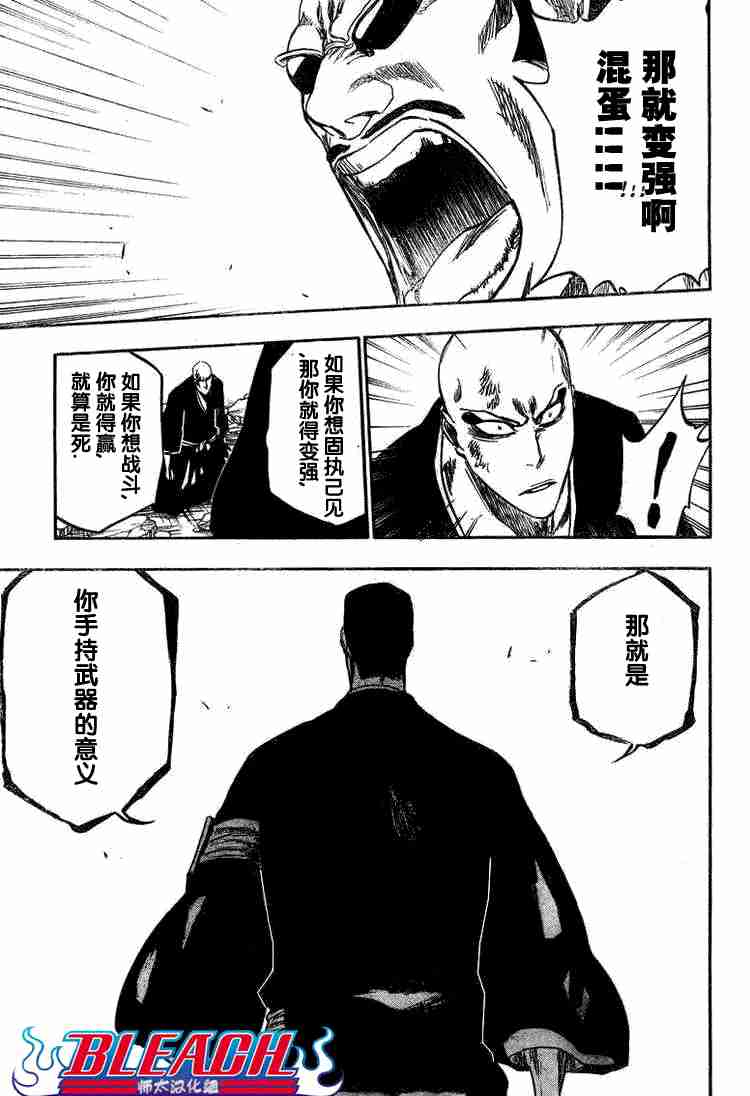 那就变强啊
混蛋……!!!
!
如果你想固执己见
,那你就得变强,
如果你想战斗,
你就得赢,
就算是死.
那就是
你手持武器的意义
BLEACH
师太汉化组